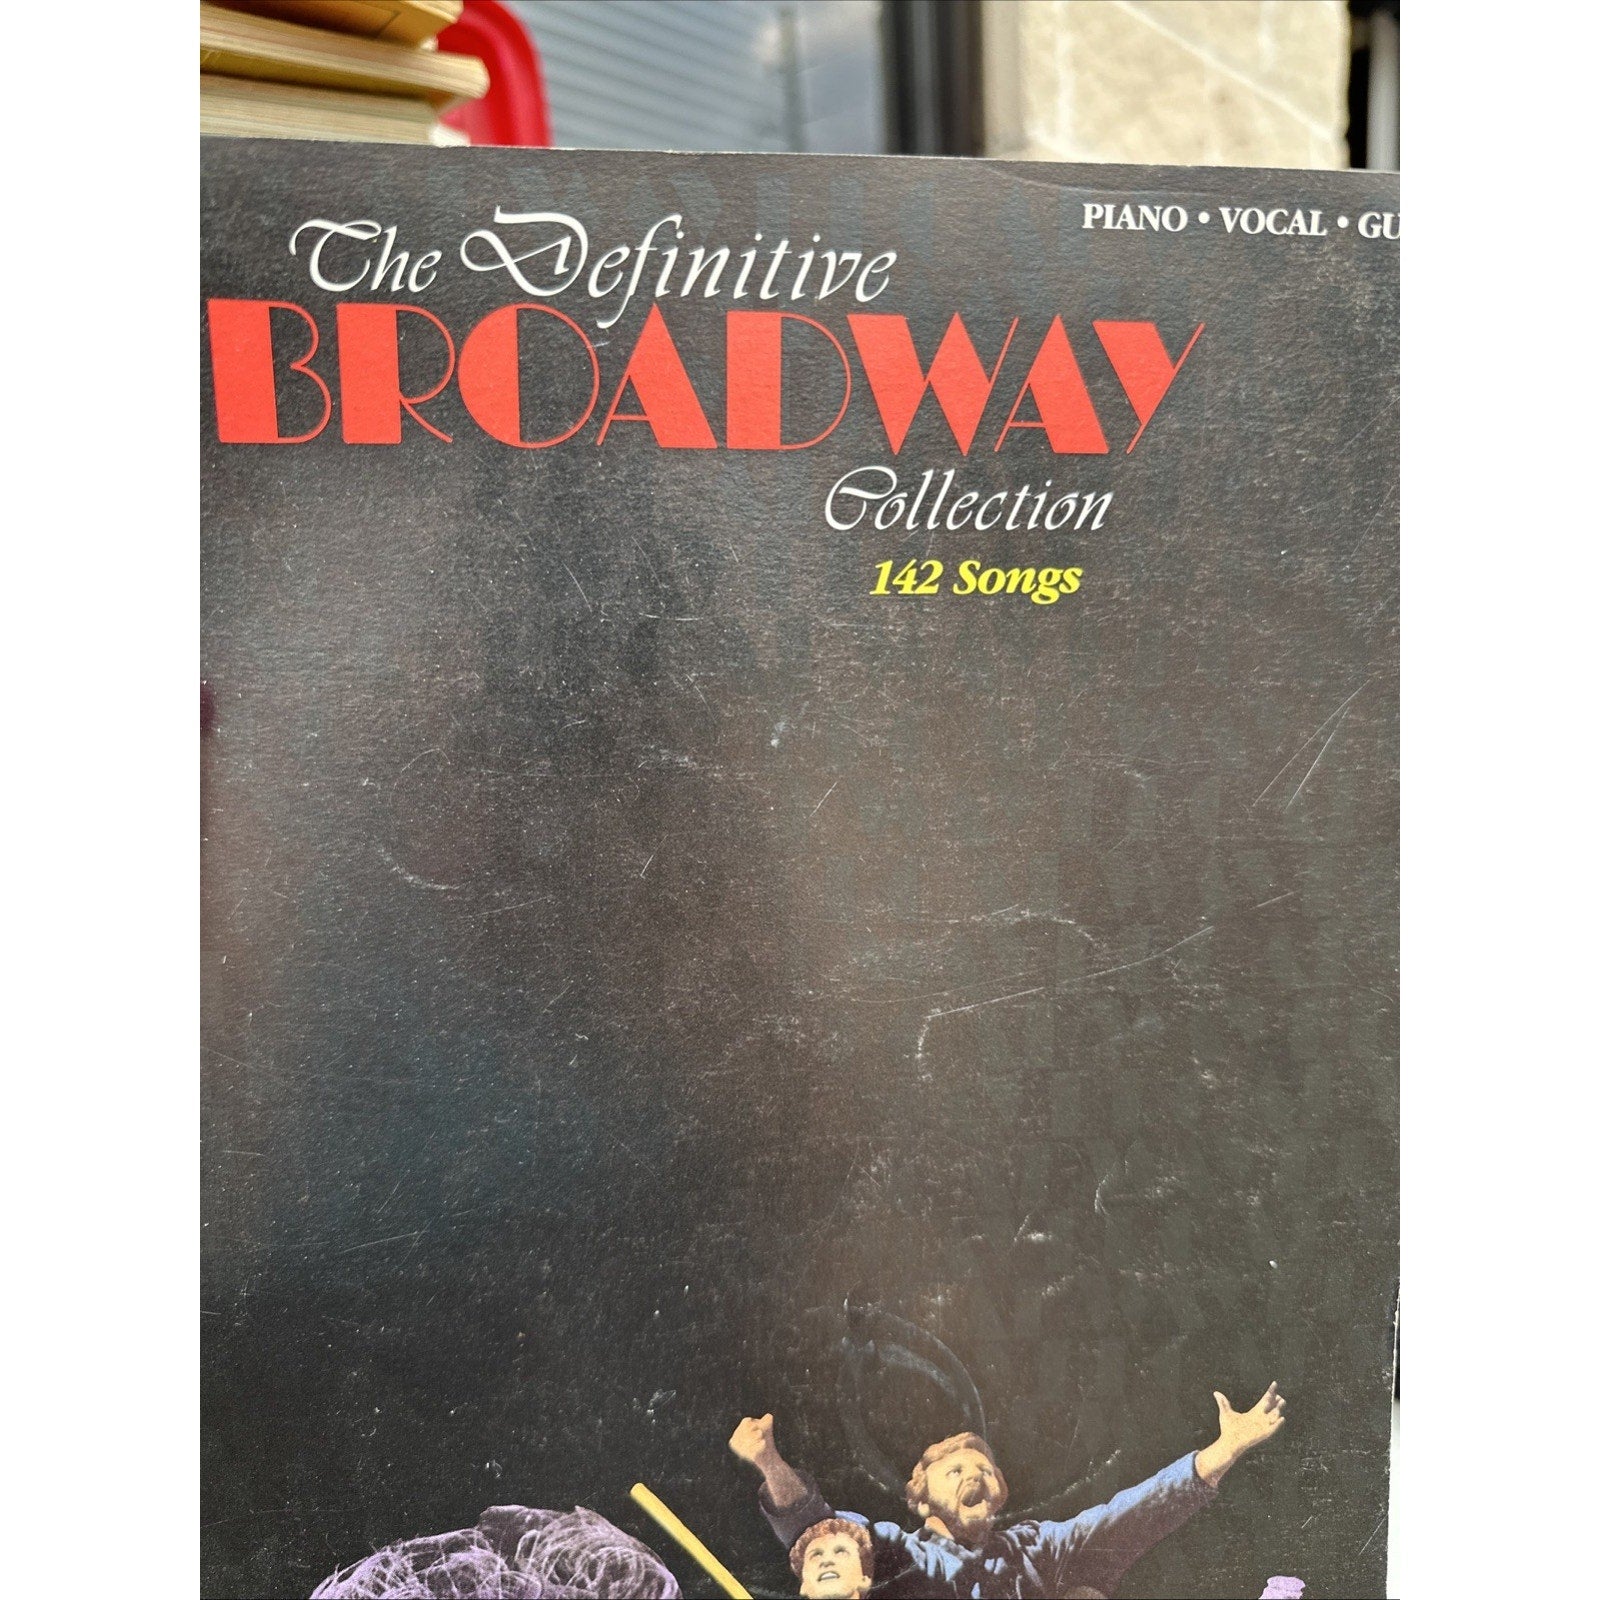 PIANO • VOCAL • GU
The Definitive
BROADWAY
Collection
142 Songs